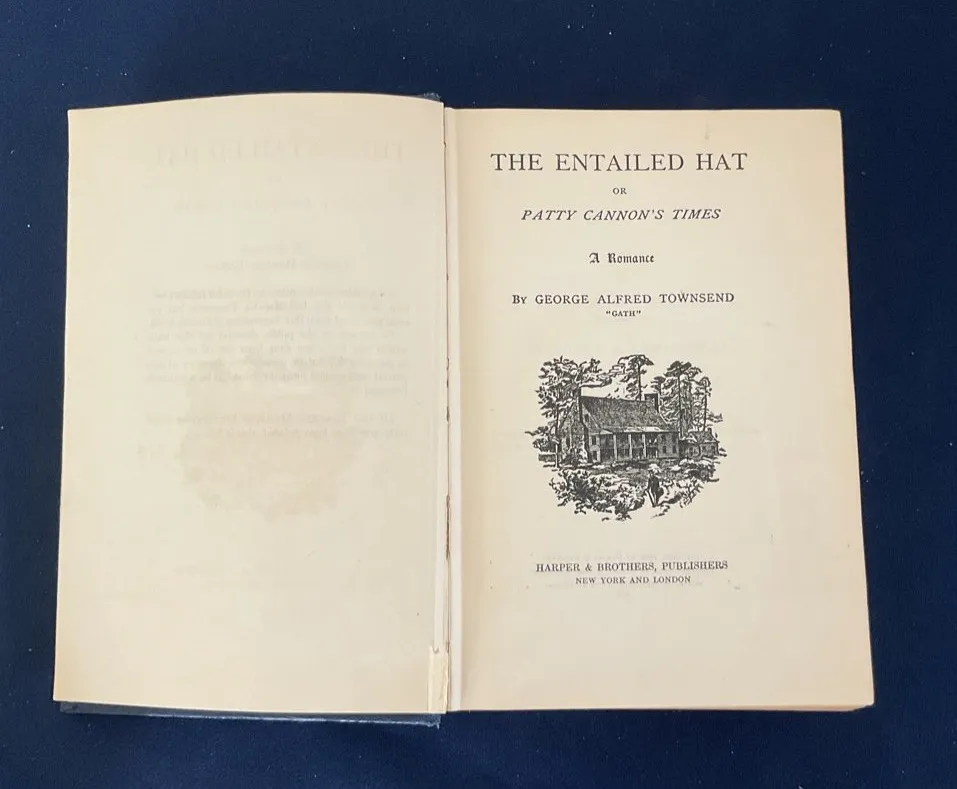 THE ENTAILED HAT
OR
PATTY CANNON'S TIMES
A Romance
BY GEORGE ALFRED TOWNSEND
"GATH"
HARPER & BROTHERS, PUBLISHERS
NEW YORK AND LONDON